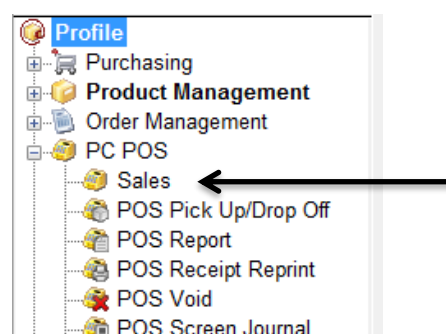 Profile
Purchasing
Product Management
Order Management
PC POS
Sales
POS Pick Up/Drop Off
POS Report
POS Receipt Reprint
POS Void
POS Screen Journal